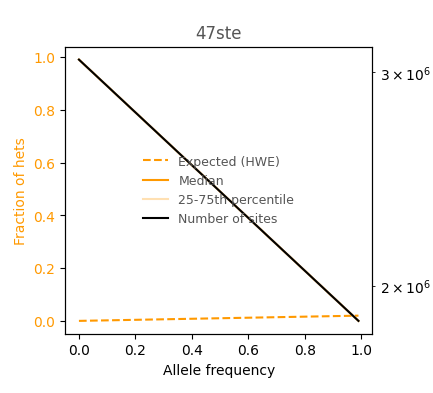 47ste
1.0
0.8
0.6
0.4
0.2
0.0
Fraction of hets
3 × 10⁶
2 × 10⁶
Expected (HWE)
Median
25-75th percentile
Number of sites
0.0 0.2 0.4 0.6 0.8 1.0
Allele frequency